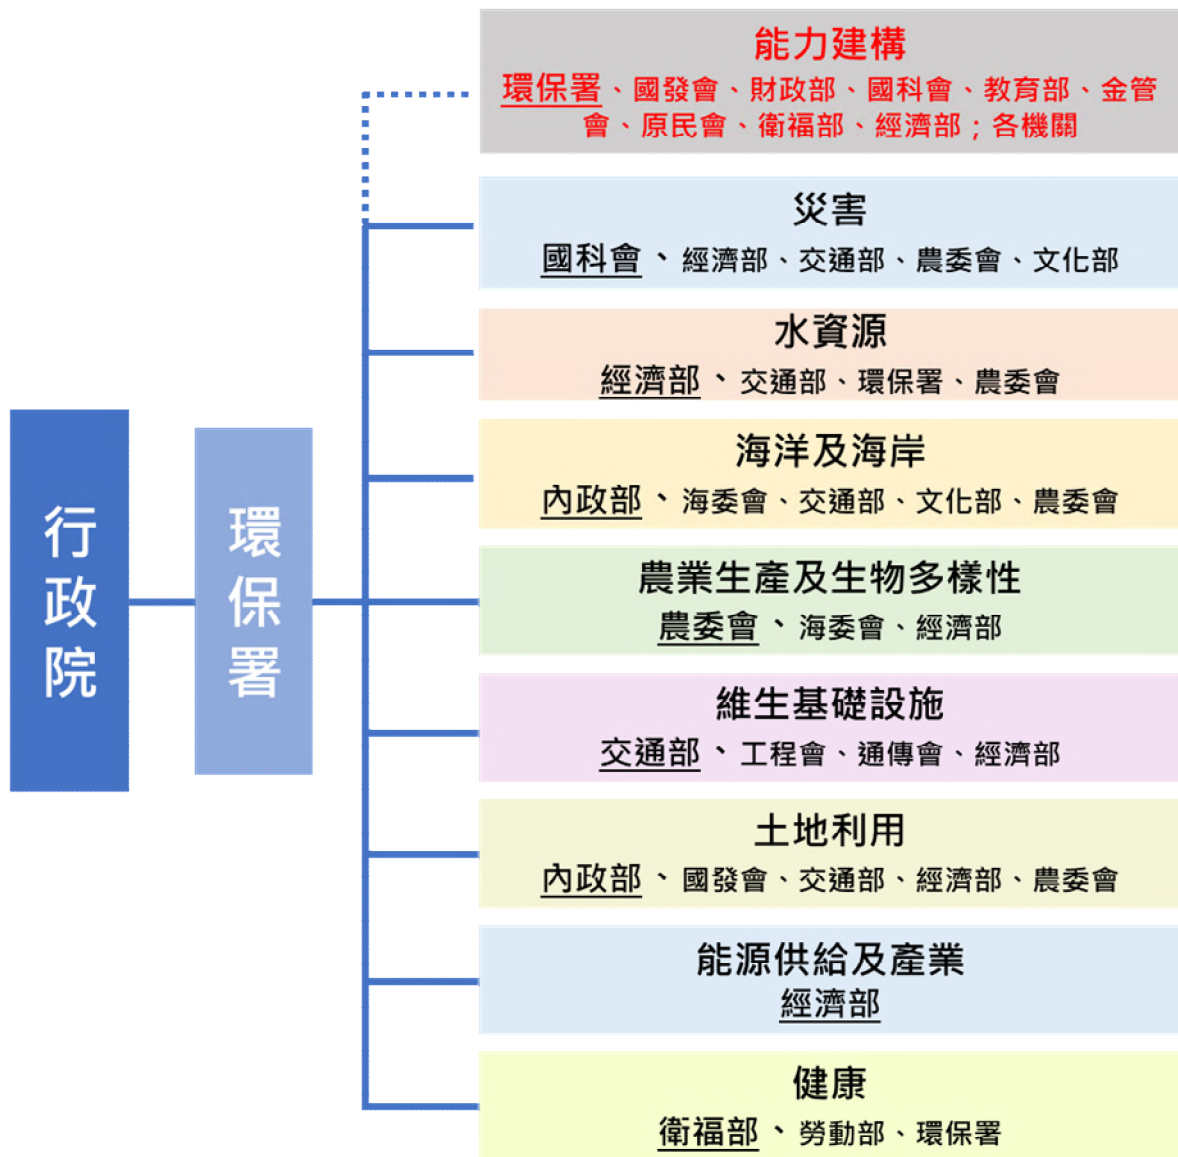 行政院
環保署
能力建構
環保署、國發會、財政部、國科會、教育部、金管
會、原民會、衛福部、經濟部；各機關
災害
國科會、經濟部、交通部、農委會、文化部
水資源
經濟部、交通部、環保署、農委會
海洋及海岸
內政部、海委會、交通部、文化部、農委會
農業生產及生物多樣性
農委會、海委會、經濟部
維生基礎設施
交通部、工程會、通傳會、經濟部
土地利用
內政部、國發會、交通部、經濟部、農委會
能源供給及產業
經濟部
健康
衛福部、勞動部、環保署